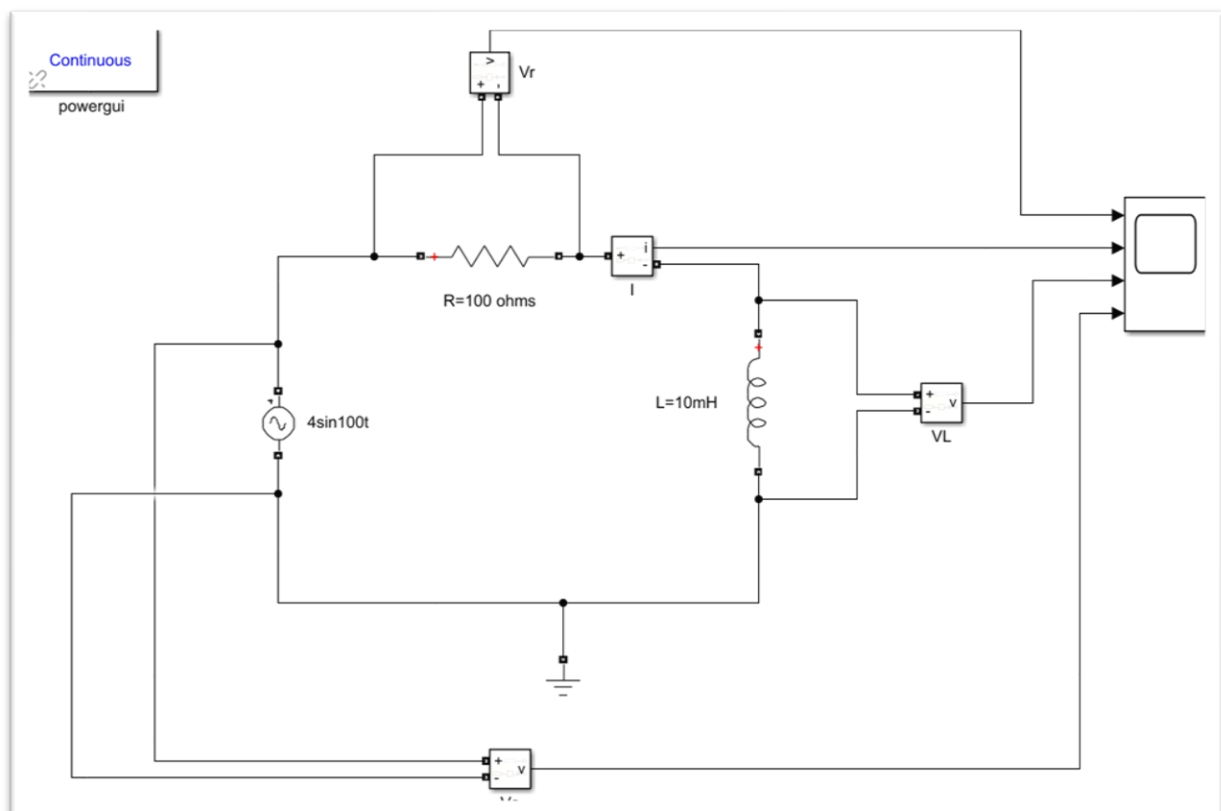 Continuous
powergui
Vr
+ -
R=100 ohms
+ i
-
I
4sin100t
L=10mH
+ v
-
VL
+ v
-